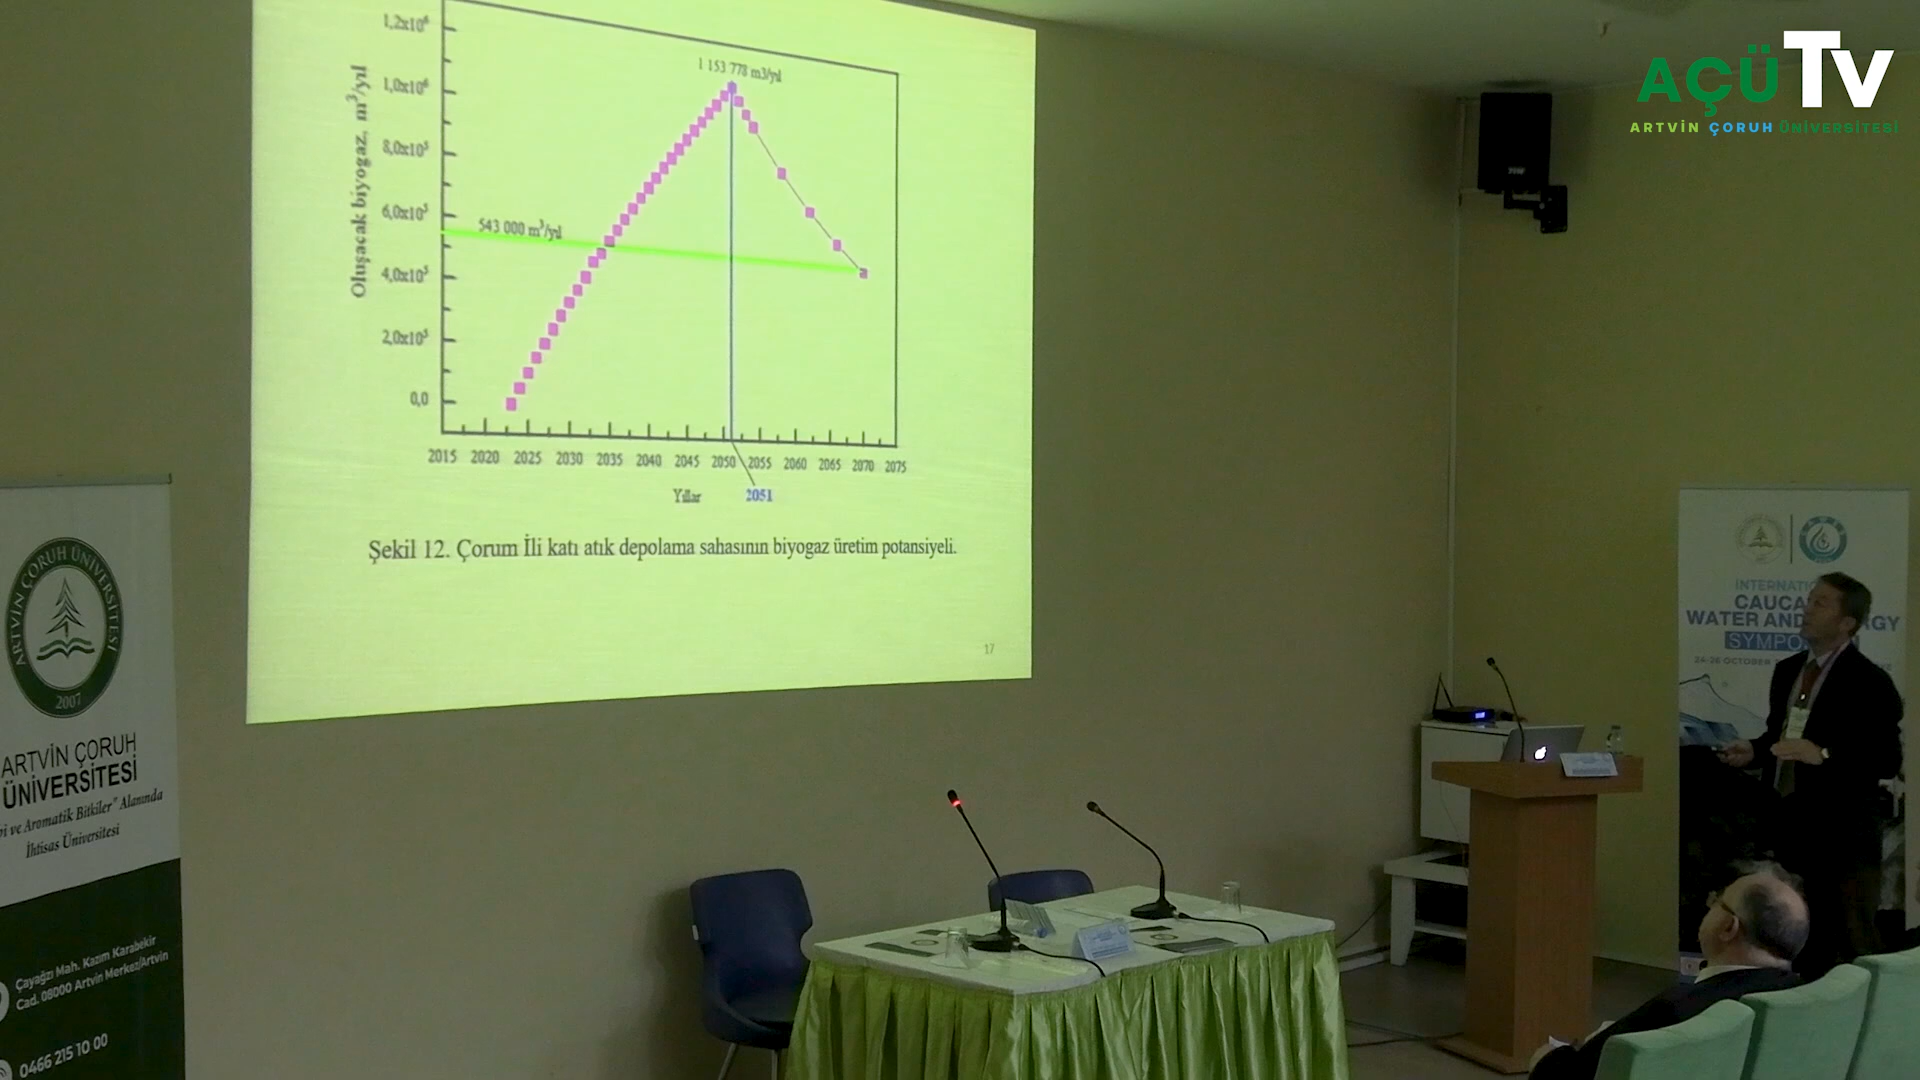 AÇÜTV
ARTVİN ÇORUH ÜNİVERSİTESİ
1 153 778 m3/yıl
Oluşacak biyogaz, m³/yıl
1,2x10⁶
1,0x10⁶
8,0x10⁵
6,0x10⁵
4,0x10⁵
2,0x10⁵
0,0
543 000 m³/yıl
2015 2020 2025 2030 2035 2040 2045 2050 2055 2060 2065 2070 2075
Yıllar
2051
Şekil 12. Çorum İli katı atık depolama sahasının biyogaz üretim potansiyeli.
17
ARTVİN ÇORUH ÜNİVERSİTESİ
2007
ARTVİN ÇORUH
ÜNİVERSİTESİ
ve Aromatik Bitkiler" Alanında
İhtisas Üniversitesi
Çayağzı Mah. Kazım Karabekir
Cad. 08000 Artvin Merkez/Artvin
0466 215 10 00
WATER AND
24-26 OCTOBER